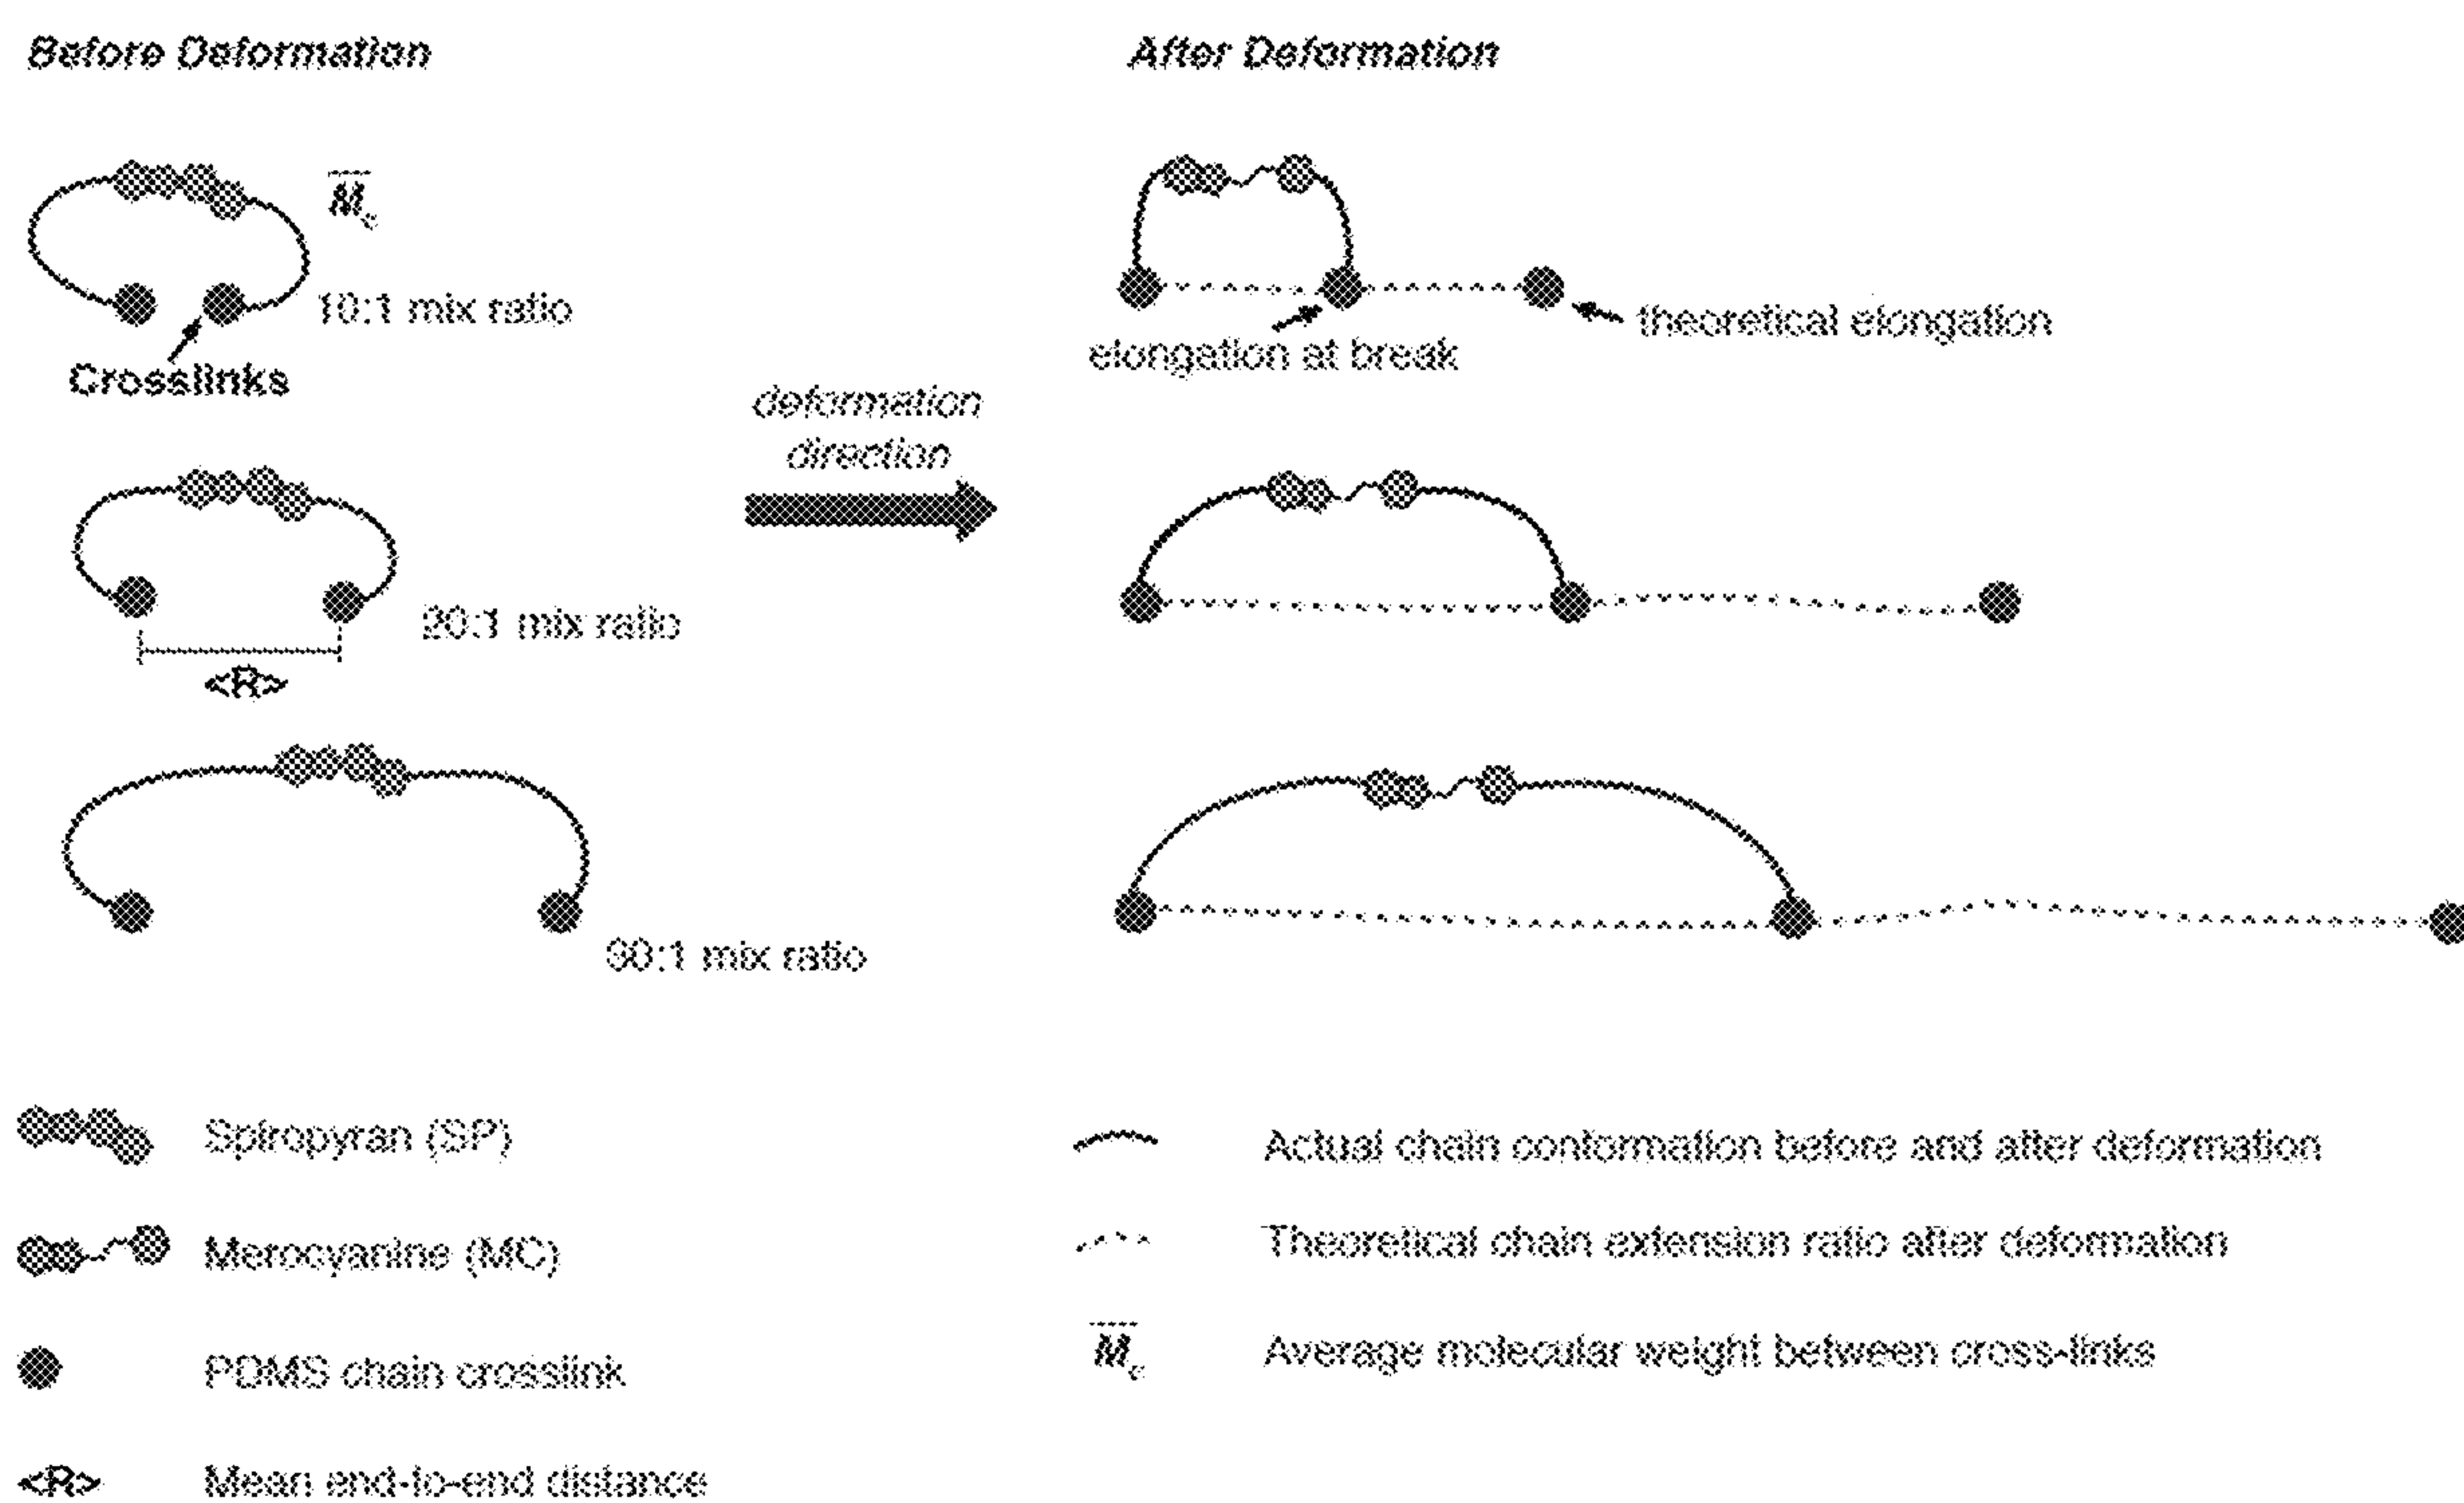 Before Deformation
After Deformation
M̅c
10:1 mix ratio
Crosslinks
elongation at break
theoretical elongation
deformation
direction
20:1 mix ratio
<R>
30:1 mix ratio
Spiropyran (SP)
Actual chain conformation before and after deformation
Merocyanine (MC)
Theoretical chain extension ratio after deformation
PDMS chain crosslink
M̅c Average molecular weight between cross-links
<R> Mean end-to-end distance